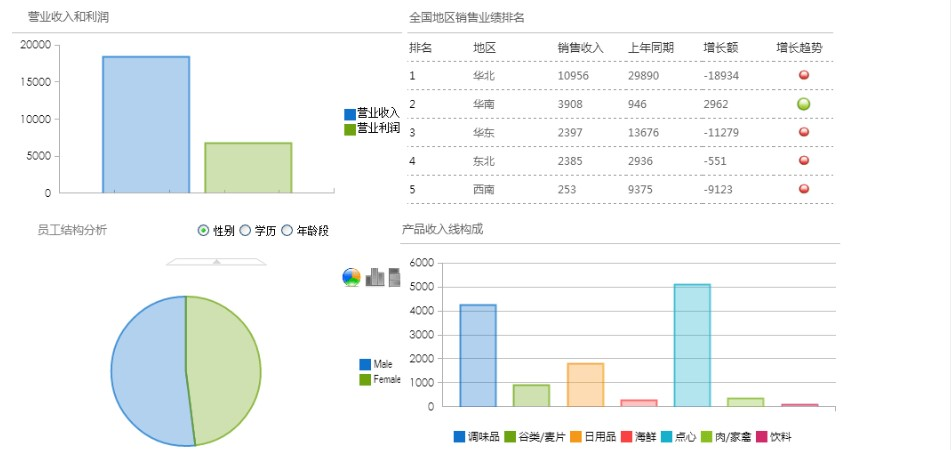 营业收入和利润
20000
15000
10000
5000
0
营业收入
营业利润
全国地区销售业绩排名
排名 地区 销售收入 上年同期 增长额 增长趋势
1 华北 10956 29890 -18934
2 华南 3908 946 2962
3 华东 2397 13676 -11279
4 东北 2385 2936 -551
5 西南 253 9375 -9123
员工结构分析
性别 学历 年龄段
Male
Female
产品收入线构成
6000
5000
4000
3000
2000
1000
0
调味品 谷类/麦片 日用品 海鲜 点心 肉/家禽 饮料